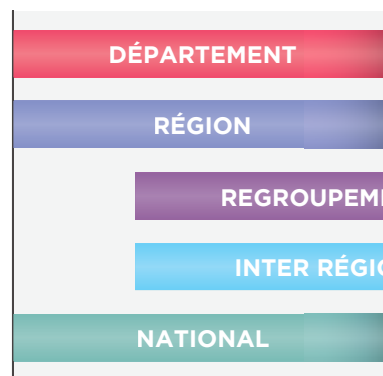 DÉPARTEMENT
RÉGION
REGROUPEM
INTER RÉGIO
NATIONAL